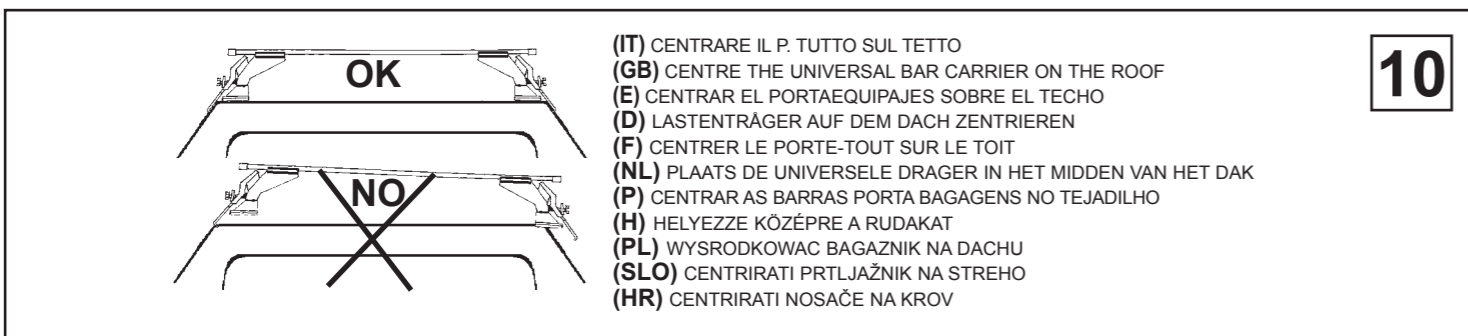 OK
NO
(IT) CENTRARE IL P. TUTTO SUL TETTO
(GB) CENTRE THE UNIVERSAL BAR CARRIER ON THE ROOF
(E) CENTRAR EL PORTAEQUIPAJES SOBRE EL TECHO
(D) LASTENTRÅGER AUF DEM DACH ZENTRIEREN
(F) CENTRER LE PORTE-TOUT SUR LE TOIT
(NL) PLAATS DE UNIVERSELE DRAGER IN HET MIDDEN VAN HET DAK
(P) CENTRAR AS BARRAS PORTA BAGAGENS NO TEJADILHO
(H) HELYEZZE KÖZÉPRE A RUDAKAT
(PL) WYSRODKOWAC BAGAZNIK NA DACHU
(SLO) CENTRIRATI PRTLJAŽNIK NA STREHO
(HR) CENTRIRATI NOSAČE NA KROV
10